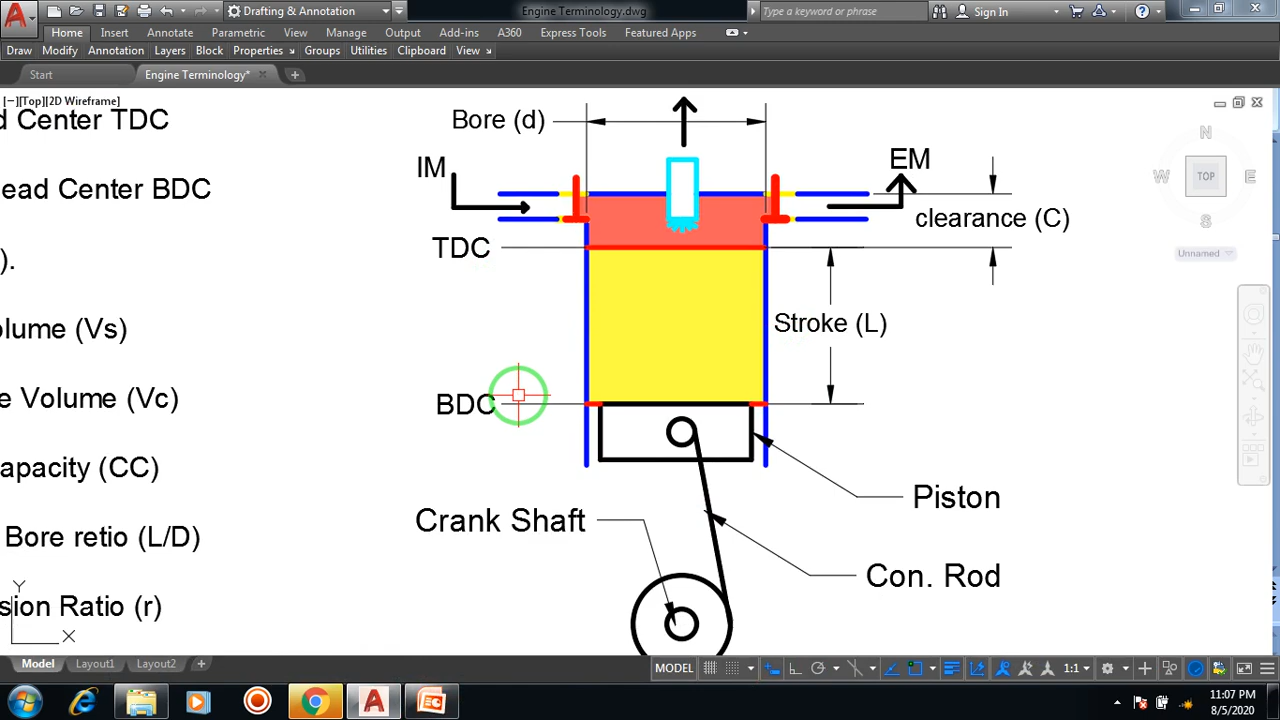 Drafting & Annotation
Engine Terminology.dwg
Type a keyword or phrase
Sign In
Home Insert Annotate Parametric View Manage Output Add-ins A360 Express Tools Featured Apps
Draw Modify Annotation Layers Block Properties Groups Utilities Clipboard View
Start
Engine Terminology*
[−][Top][2D Wireframe]
d Center TDC
ead Center BDC
).
olume (Vs)
e Volume (Vc)
apacity (CC)
Bore retio (L/D)
sion Ratio (r)
Bore (d)
IM
EM
clearance (C)
TDC
Stroke (L)
BDC
Piston
Crank Shaft
Con. Rod
N
W
TOP
E
S
Unnamed
Y
X
Model Layout1 Layout2
MODEL
1:1
11:07 PM
8/5/2020